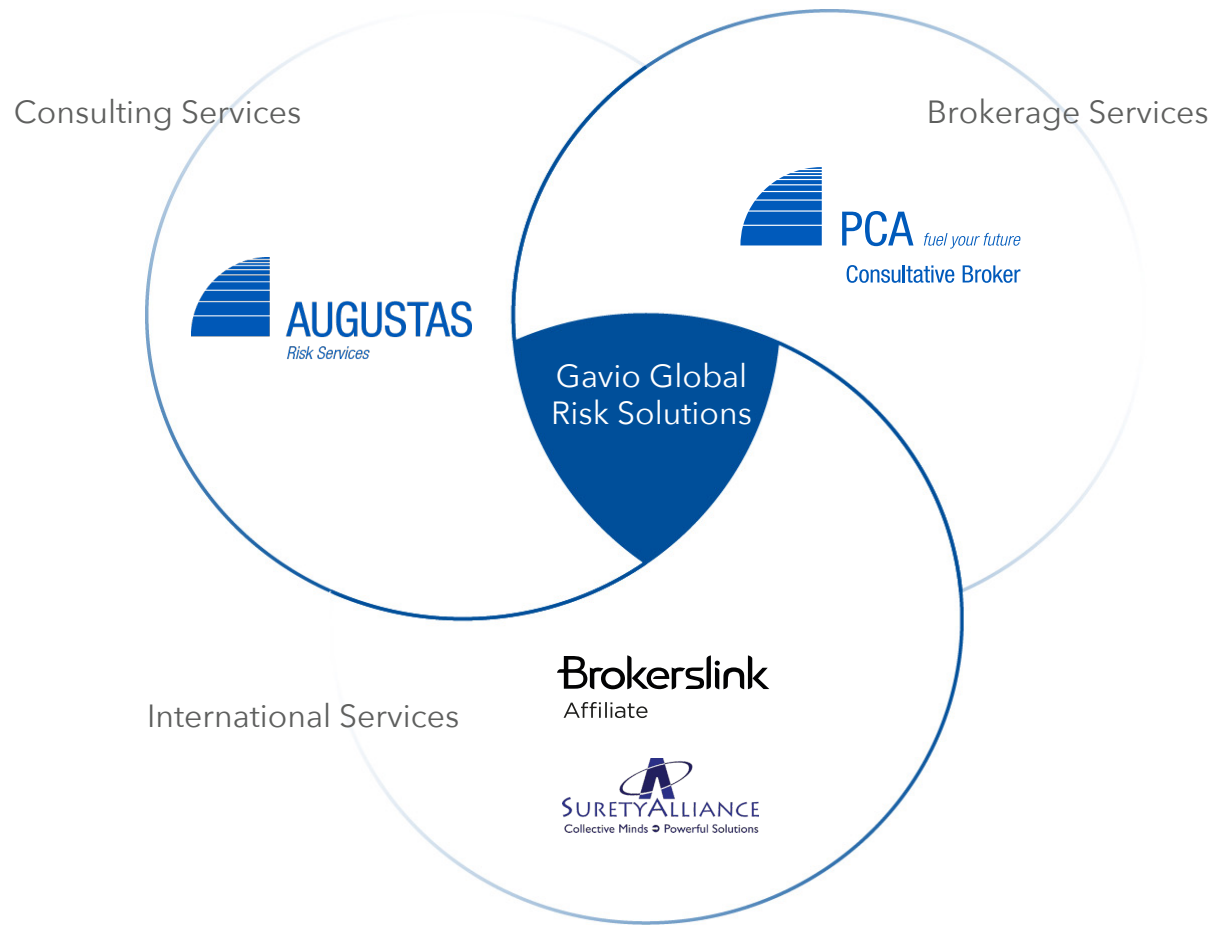 Consulting Services
Brokerage Services
PCA fuel your future
Consultative Broker
AUGUSTAS
Risk Services
Gavio Global
Risk Solutions
International Services
Brokerslink
Affiliate
SURETYALLIANCE
Collective Minds Powerful Solutions